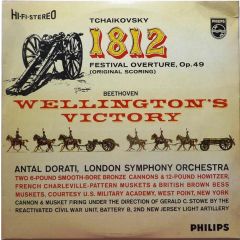 HI-FI-STEREO
PHILIPS
TCHAIKOVSKY
1812
FESTIVAL OVERTURE, Op. 49
(ORIGINAL SCORING)
BEETHOVEN
WELLINGTON'S
VICTORY
ANTAL DORATI, LONDON SYMPHONY ORCHESTRA
TWO 6-POUND SMOOTH-BORE BRONZE CANNONS & 12-POUND HOWITZER,
FRENCH CHARLEVILLE-PATTERN MUSKETS & BRITISH BROWN BESS
MUSKETS, COURTESY U.S. MILITARY ACADEMY, WEST POINT, NEW YORK
CANNON & MUSKET FIRING UNDER THE DIRECTION OF GERALD C. STOWE BY THE
REACTIVATED CIVIL WAR UNIT, BATTERY B, 2ND NEW JERSEY LIGHT ARTILLERY
PHILIPS